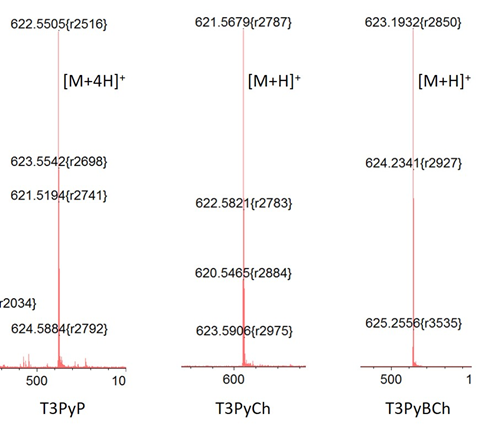 622.5505{r2516}
[M+4H]+
623.5542{r2698}
621.5194{r2741}
r2034}
624.5884{r2792}
500
10
T3PyP
621.5679{r2787}
[M+H]+
622.5821{r2783}
620.5465{r2884}
623.5906{r2975}
600
T3PyCh
623.1932{r2850}
[M+H]+
624.2341{r2927}
625.2556{r3535}
500
1
T3PyBCh